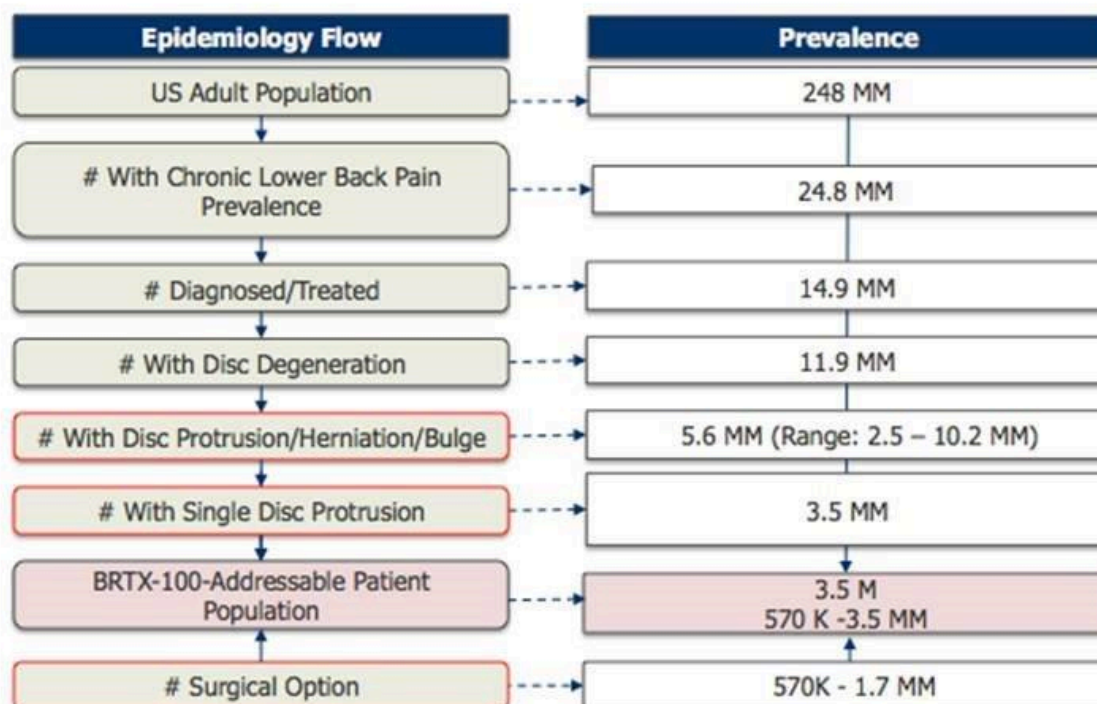 Epidemiology Flow
Prevalence
US Adult Population
248 MM
# With Chronic Lower Back Pain
Prevalence
24.8 MM
# Diagnosed/Treated
14.9 MM
# With Disc Degeneration
11.9 MM
# With Disc Protrusion/Herniation/Bulge
5.6 MM (Range: 2.5 – 10.2 MM)
# With Single Disc Protrusion
3.5 MM
BRTX-100-Addressable Patient
Population
3.5 M
570 K -3.5 MM
# Surgical Option
570K - 1.7 MM